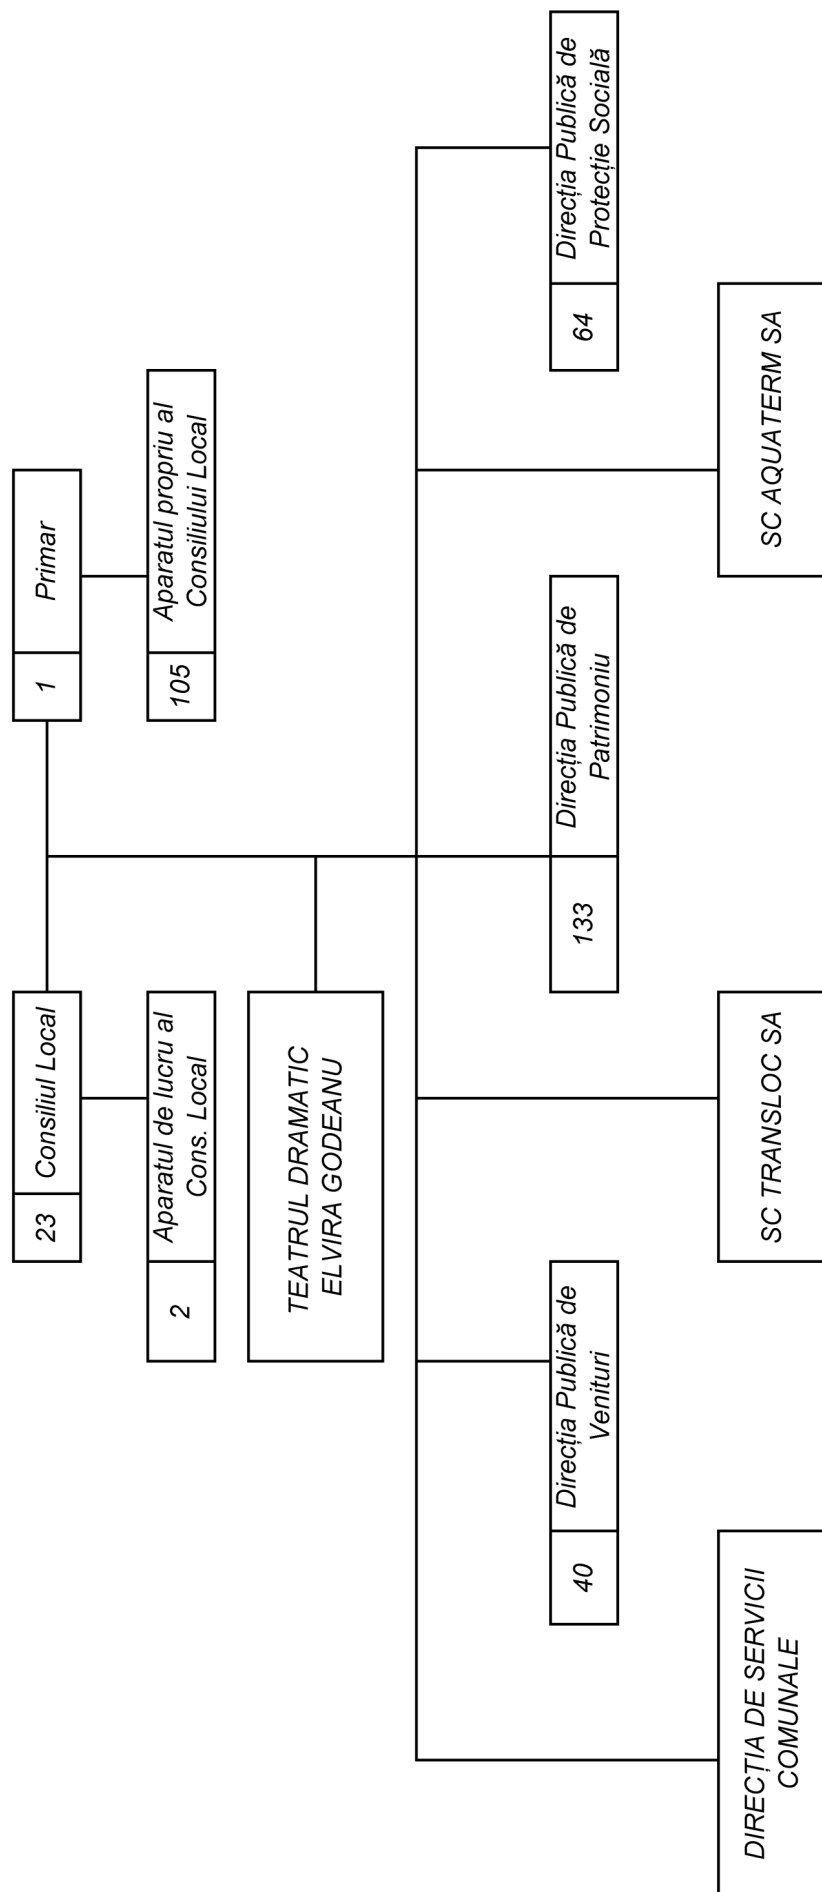 23
Consiliul Local
1
Primar
2
Aparatul de lucru al
Cons. Local
105
Aparatul propriu al
Consiliului Local
TEATRUL DRAMATIC
ELVIRA GODEANU
40
Direcția Publică de
Venituri
133
Direcția Publică de
Patrimoniu
64
Direcția Publică de
Protecție Socială
DIRECȚIA DE SERVICII
COMUNALE
SC TRANSLOC SA
SC AQUATERM SA